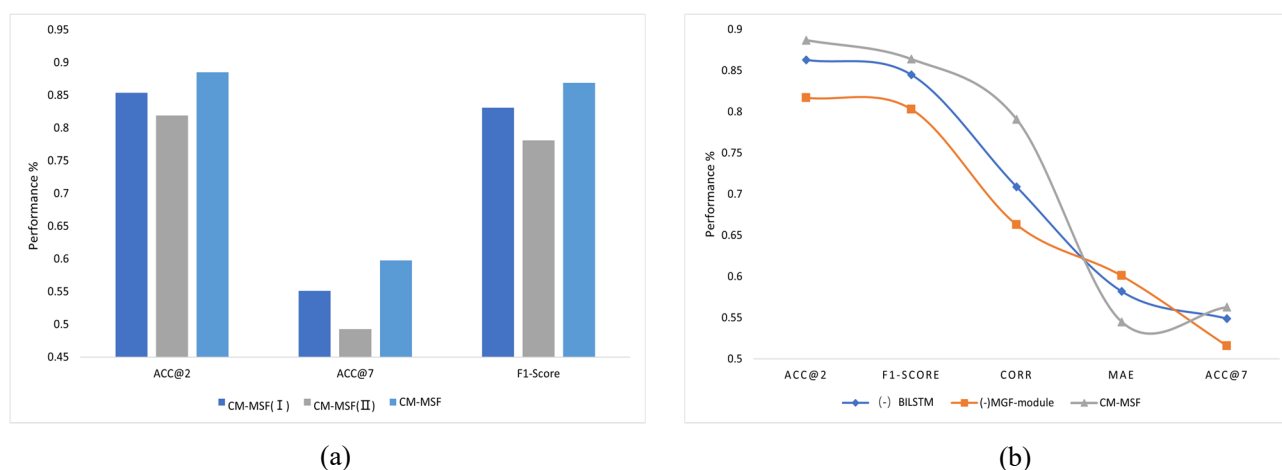 0.95
0.9
0.85
0.8
0.75
0.7
0.65
0.6
0.55
0.5
0.45
Performance %
ACC@2 ACC@7 F1-Score
CM-MSF(Ⅰ) CM-MSF(Ⅱ) CM-MSF
(a)
0.9
0.85
0.8
0.75
0.7
0.65
0.6
0.55
0.5
Performance %
ACC@2 F1-SCORE CORR MAE ACC@7
(-) BILSTM (-)MGF-module CM-MSF
(b)